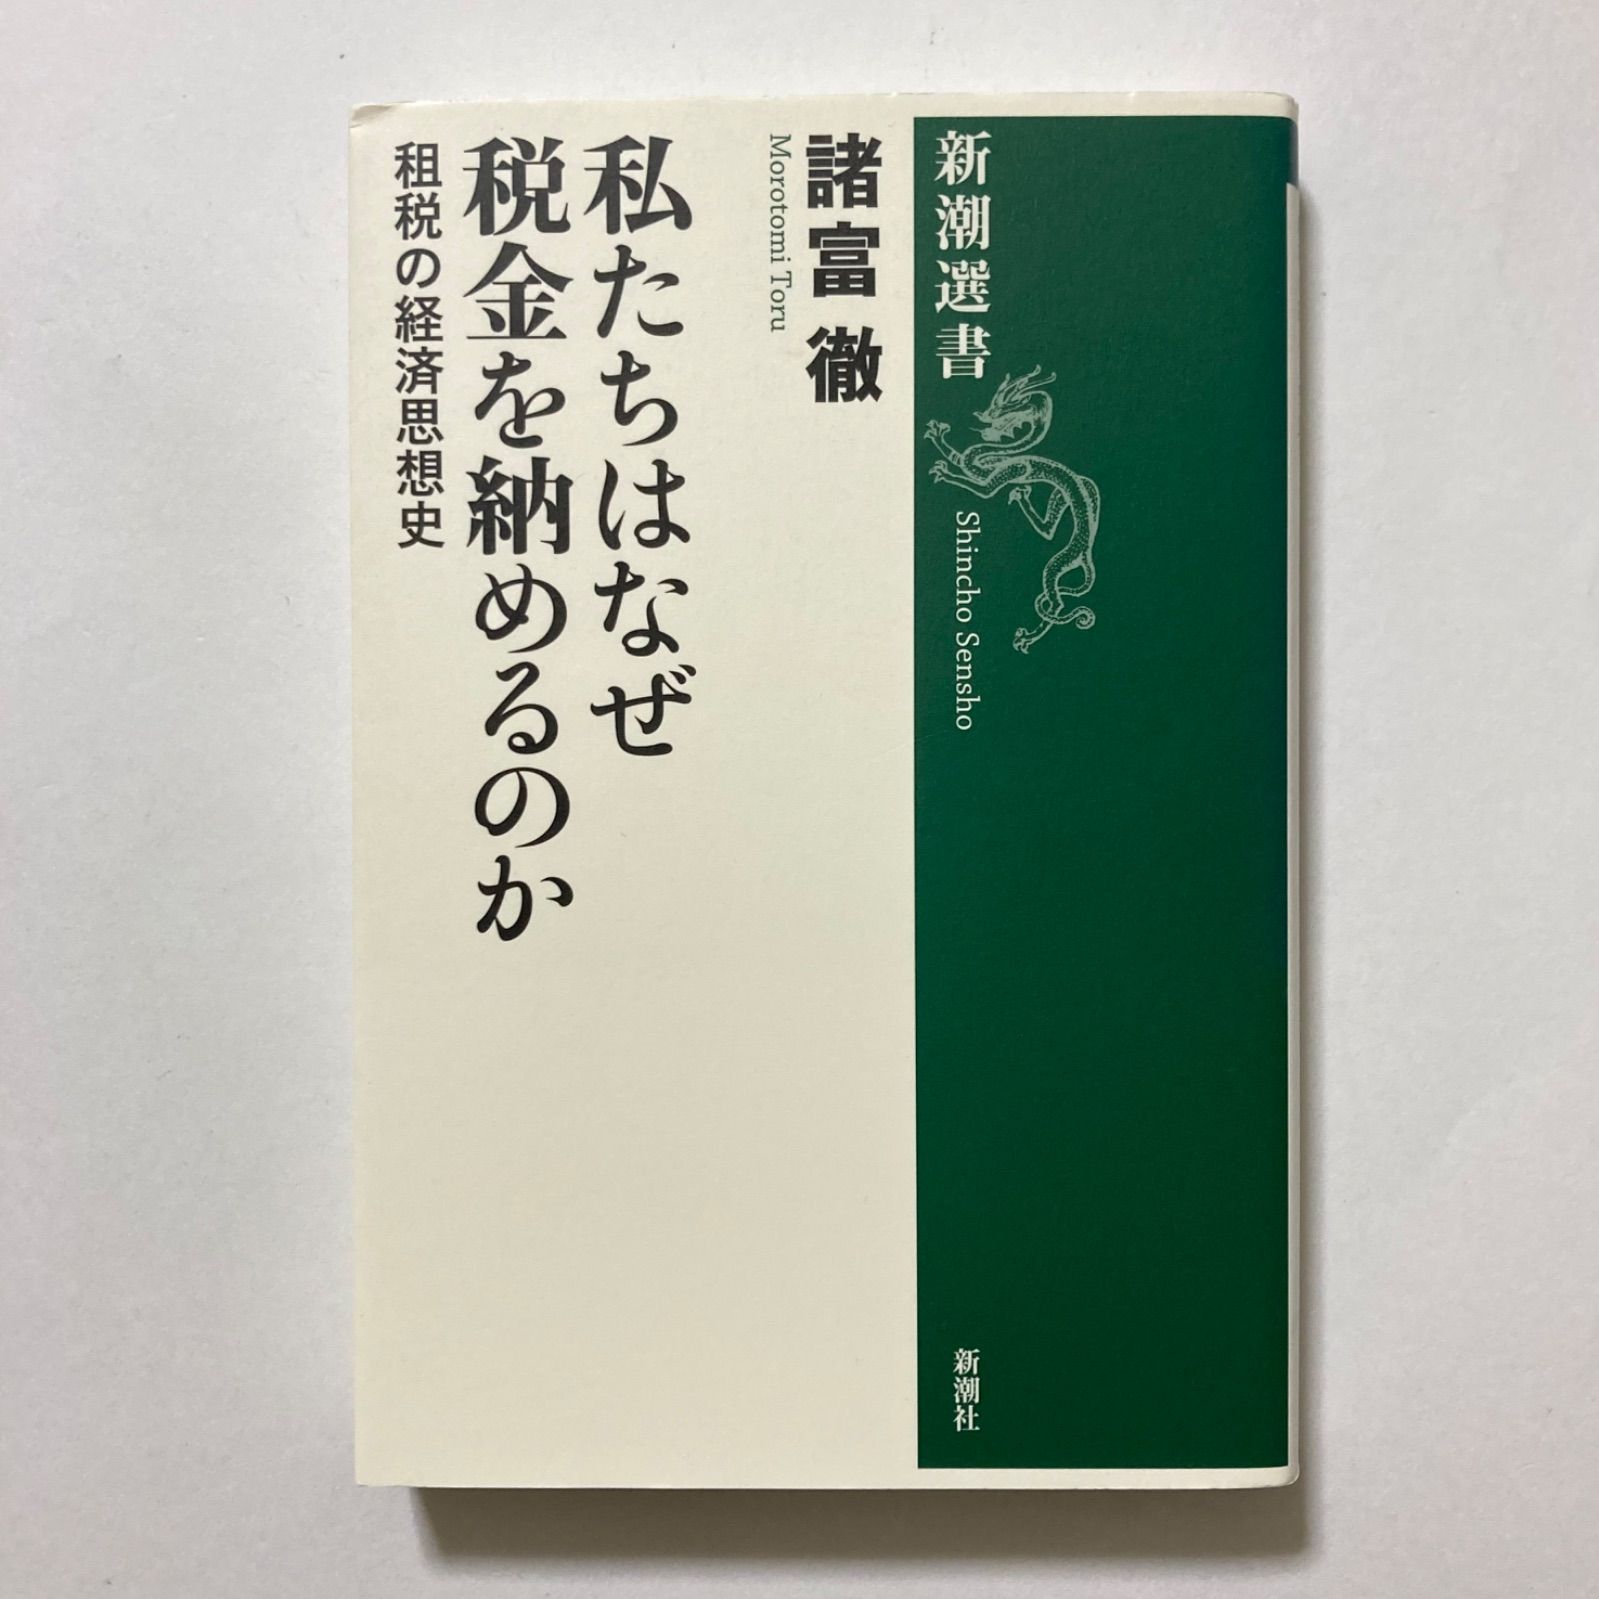 新潮選書
Shincho Sensho
新潮社
諸富 徹
Morotomi Toru
私たちはなぜ
税金を納めるのか
租税の経済思想史